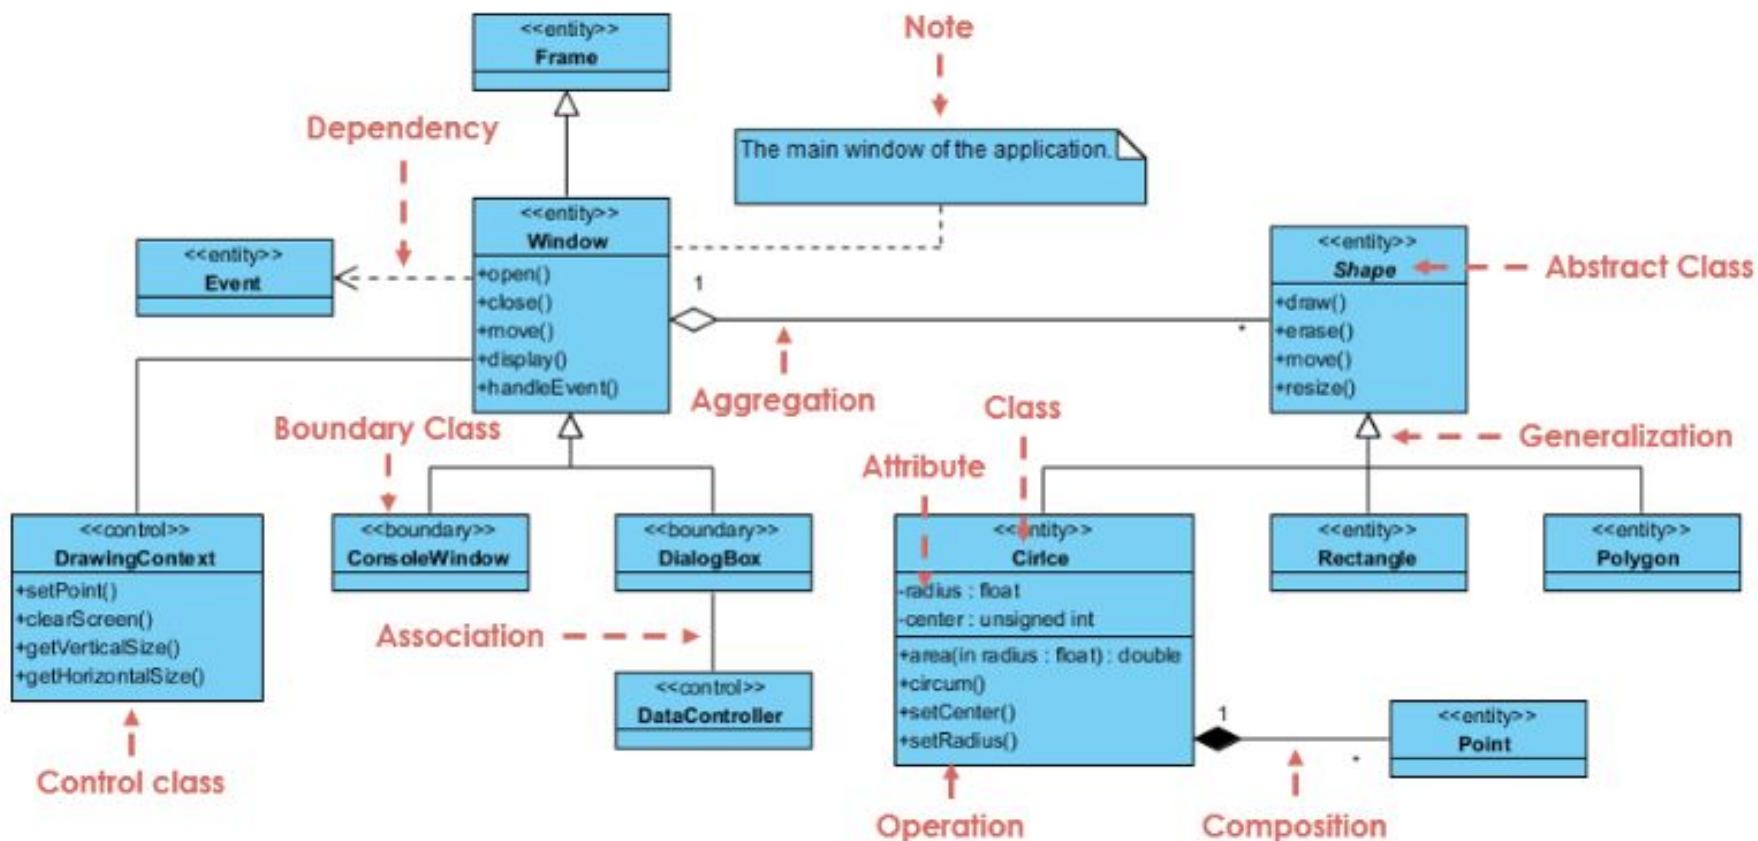 Note
<<entity>>
Frame
Dependency
The main window of the application.
<<entity>>
Window
+open()
+close()
+move()
+display()
+handleEvent()
<<entity>>
Event
1
*
Aggregation
<<entity>>
Shape
+draw()
+erase()
+move()
+resize()
Abstract Class
Generalization
Boundary Class
Class
Attribute
<<control>>
DrawingContext
+setPoint()
+clearScreen()
+getVerticalSize()
+getHorizontalSize()
Control class
<<boundary>>
ConsoleWindow
<<boundary>>
DialogBox
Association
<<control>>
DataController
<<entity>>
Cirlce
-radius : float
-center : unsigned int
+area(in radius : float) : double
+circum()
+setCenter()
+setRadius()
Operation
<<entity>>
Rectangle
<<entity>>
Polygon
1
*
<<entity>>
Point
Composition